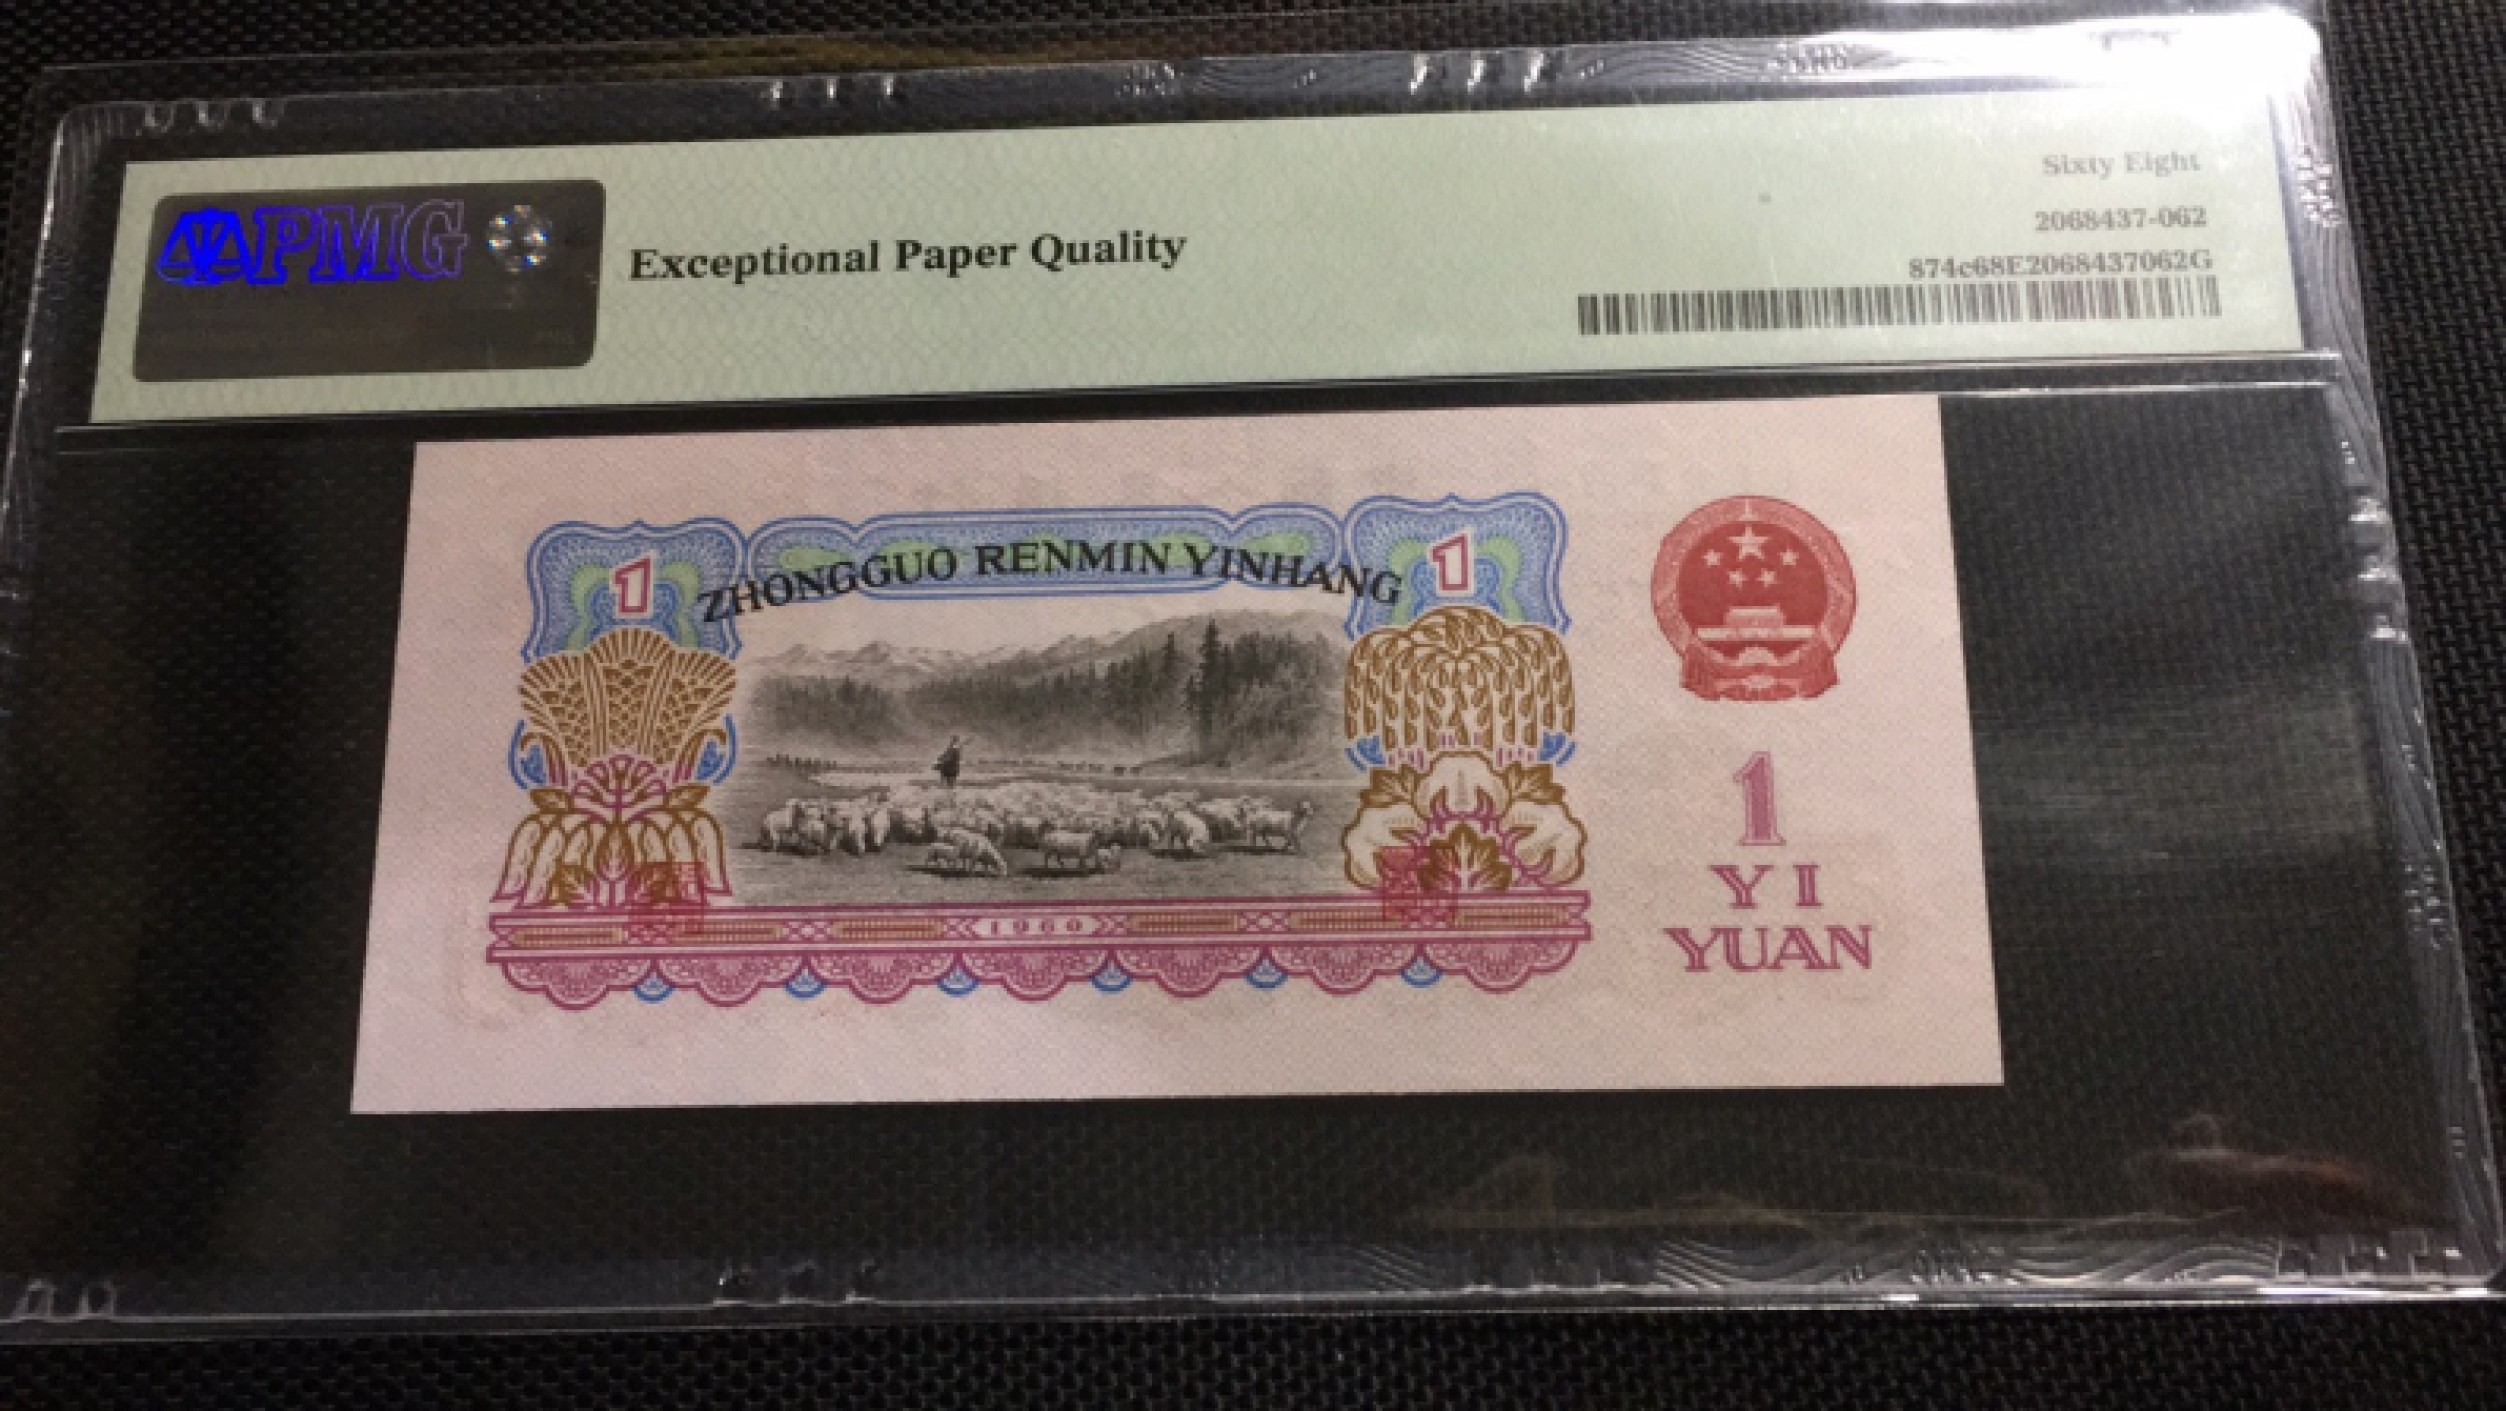 PMG
Exceptional Paper Quality
Sixty Eight
2068437-062
874c68E2068437062G
1
ZHONGGUO RENMIN YINHANG
1
1960
1
YI
YUAN